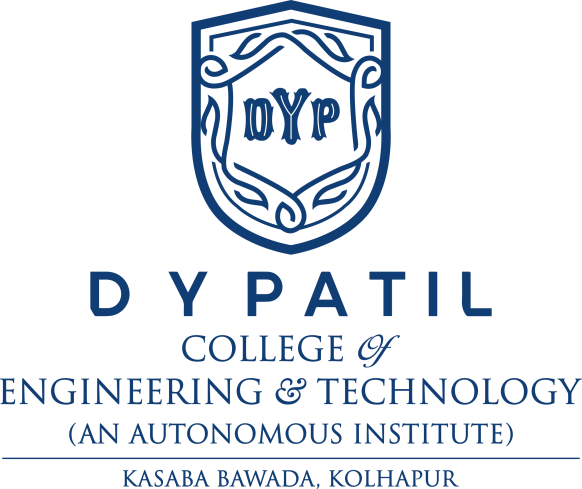 DYP
D Y PATIL
COLLEGE Of
ENGINEERING & TECHNOLOGY
(AN AUTONOMOUS INSTITUTE)
KASABA BAWADA, KOLHAPUR